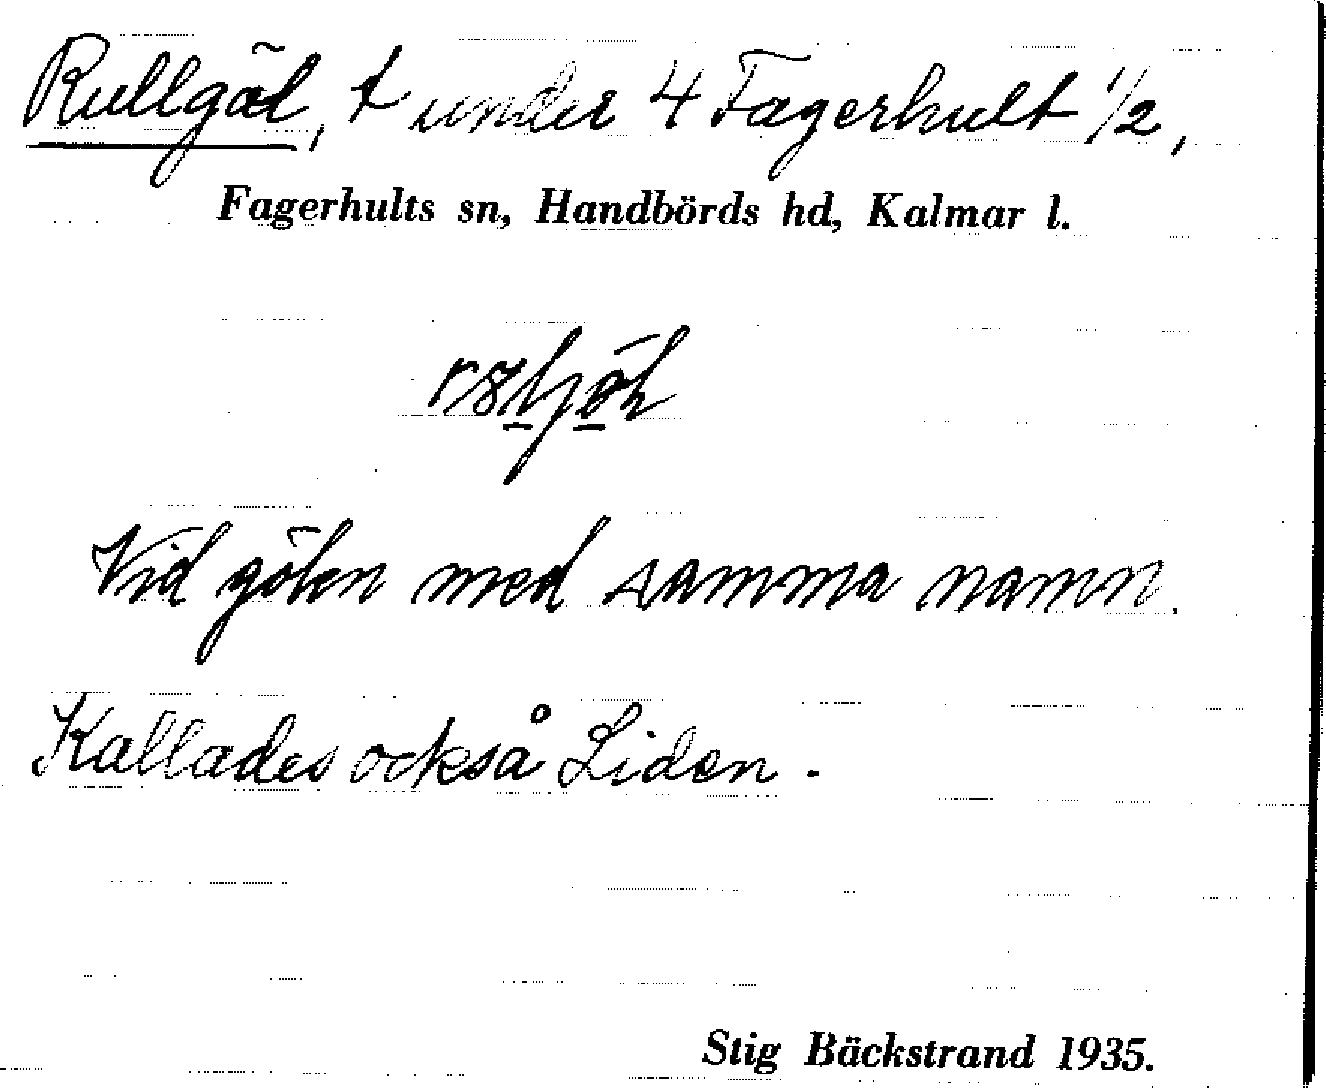 Rullgöl, t under 4 Fagerhult 1/2,
Fagerhults sn, Handbörds hd, Kalmar l.
Vid gölen med samma namn.
Kallades också Liden.
Stig Bäckstrand 1935.